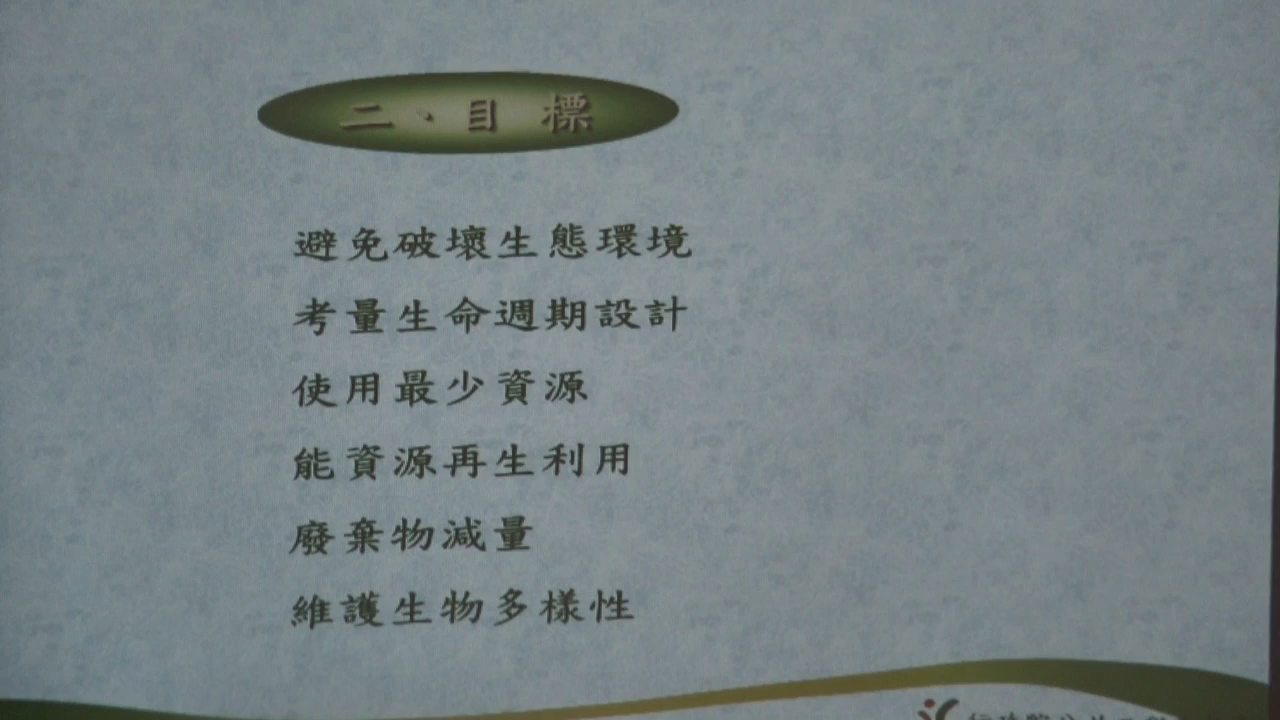 二、目標
避免破壞生態環境
考量生命週期設計
使用最少資源
能資源再生利用
廢棄物減量
維護生物多樣性